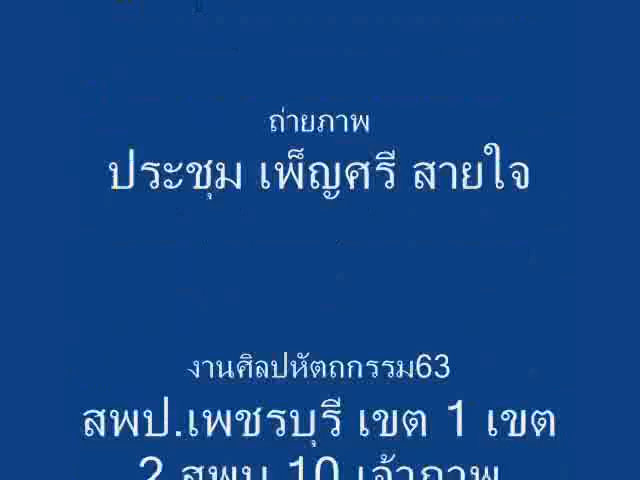 ถ่ายภาพ
ประชุม เพ็ญศรี สายใจ
งานศิลปหัตถกรรม63
สพป.เพชรบุรี เขต 1 เขต
2 สพม 10 เจ้าภาพ